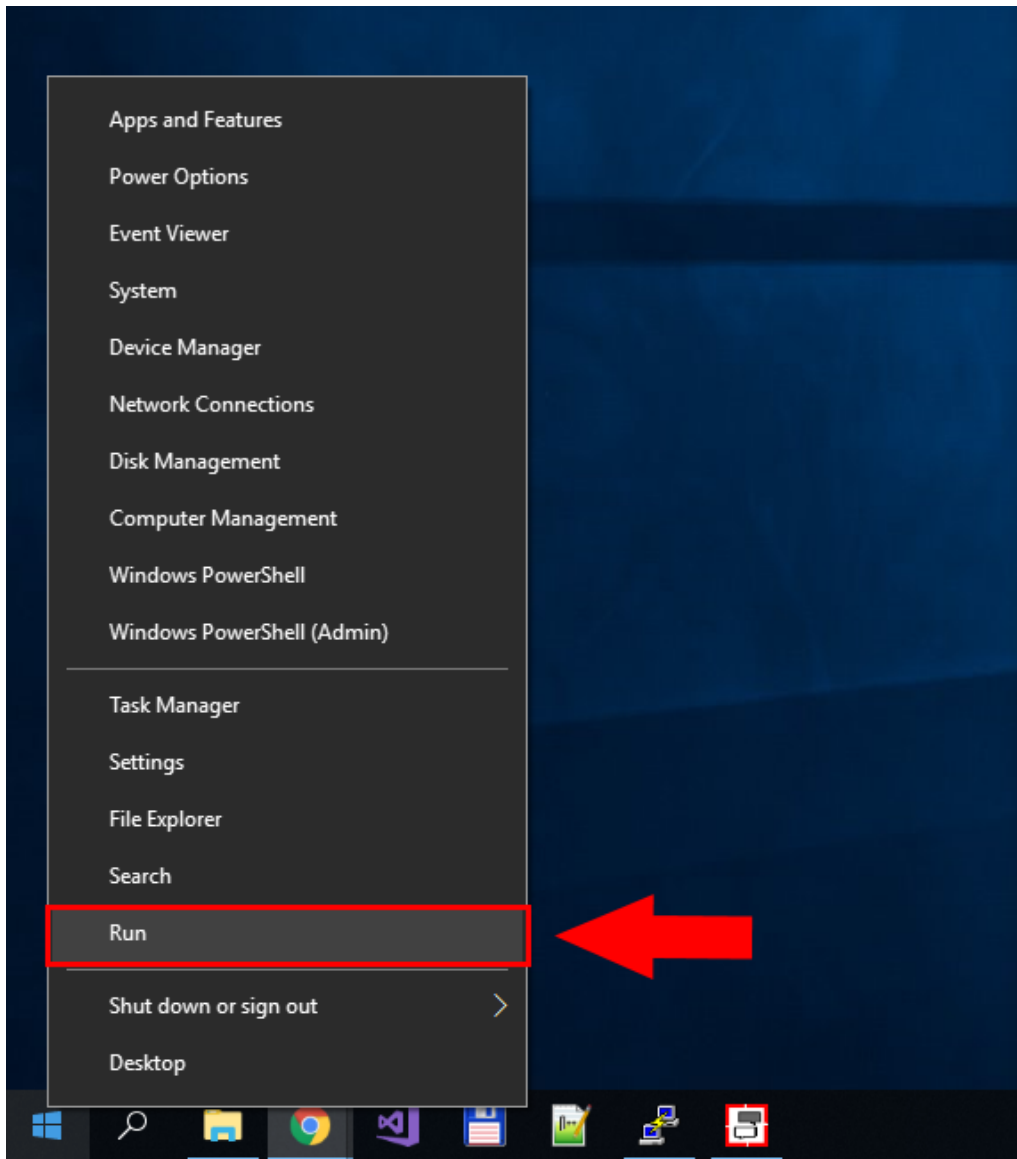 Apps and Features
Power Options
Event Viewer
System
Device Manager
Network Connections
Disk Management
Computer Management
Windows PowerShell
Windows PowerShell (Admin)
Task Manager
Settings
File Explorer
Search
Run
Shut down or sign out
Desktop